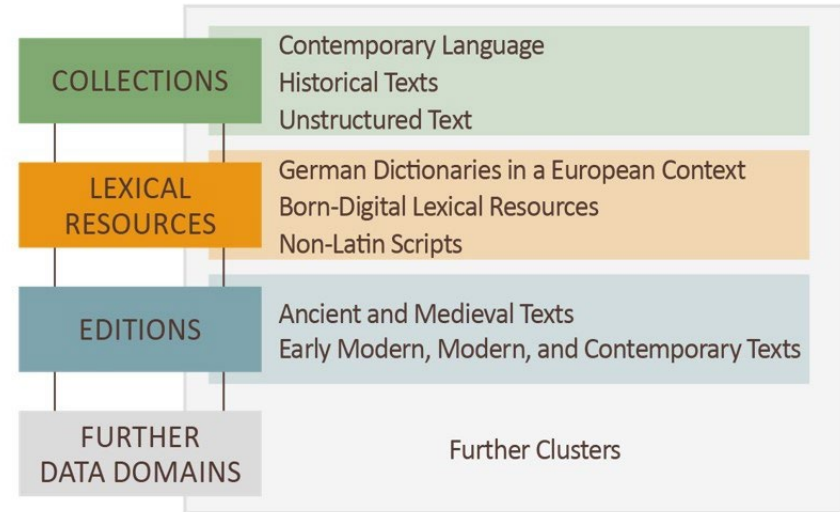 COLLECTIONS
Contemporary Language
Historical Texts
Unstructured Text
LEXICAL
RESOURCES
German Dictionaries in a European Context
Born-Digital Lexical Resources
Non-Latin Scripts
EDITIONS
Ancient and Medieval Texts
Early Modern, Modern, and Contemporary Texts
FURTHER
DATA DOMAINS
Further Clusters